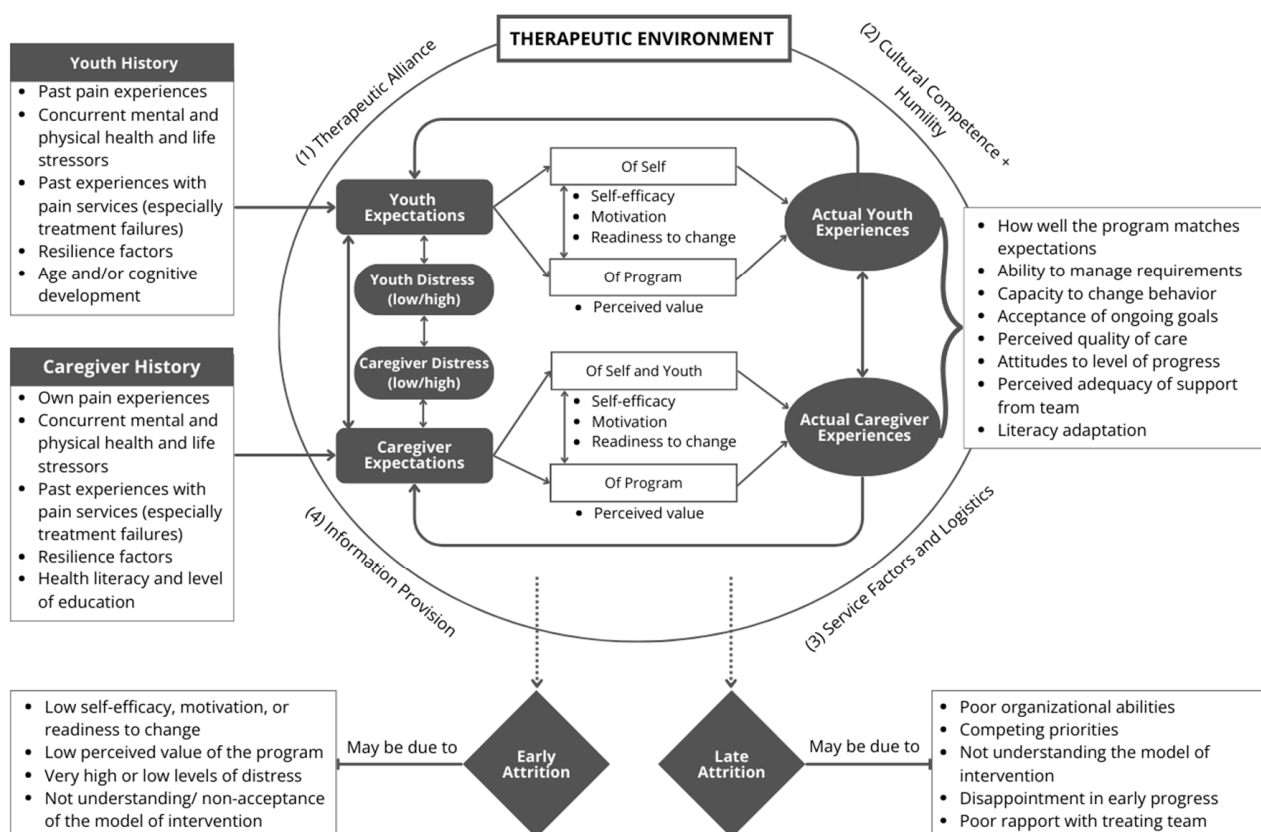 THERAPEUTIC ENVIRONMENT
(1) Therapeutic Alliance
(2) Cultural Competence +
Humility
(3) Service Factors and Logistics
(4) Information Provision
Youth History
• Past pain experiences
• Concurrent mental and
physical health and life
stressors
• Past experiences with
pain services (especially
treatment failures)
• Resilience factors
• Age and/or cognitive
development
Caregiver History
• Own pain experiences
• Concurrent mental and
physical health and life
stressors
• Past experiences with
pain services (especially
treatment failures)
• Resilience factors
• Health literacy and level
of education
Youth
Expectations
Youth Distress
(low/high)
Caregiver Distress
(low/high)
Caregiver
Expectations
Of Self
• Self-efficacy
• Motivation
• Readiness to change
Of Program
• Perceived value
Of Self and Youth
• Self-efficacy
• Motivation
• Readiness to change
Of Program
• Perceived value
Actual Youth
Experiences
Actual Caregiver
Experiences
• How well the program matches
expectations
• Ability to manage requirements
• Capacity to change behavior
• Acceptance of ongoing goals
• Perceived quality of care
• Attitudes to level of progress
• Perceived adequacy of support
from team
• Literacy adaptation
• Low self-efficacy, motivation, or
readiness to change
• Low perceived value of the program
• Very high or low levels of distress
• Not understanding/ non-acceptance
of the model of intervention
May be due to
Early
Attrition
Late
Attrition
May be due to
• Poor organizational abilities
• Competing priorities
• Not understanding the model of
intervention
• Disappointment in early progress
• Poor rapport with treating team